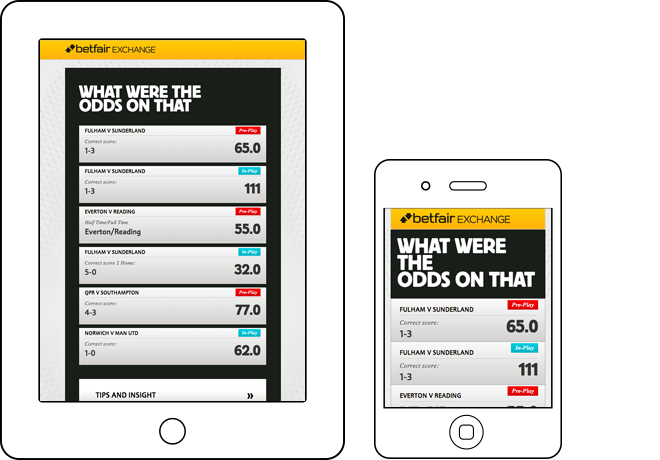 betfair EXCHANGE
WHAT WERE THE
ODDS ON THAT
FULHAM V SUNDERLAND Pre-Play
Correct score:
1-3 65.0
FULHAM V SUNDERLAND In-Play
Correct score:
1-3 111
EVERTON V READING Pre-Play
Half Time/Full Time
Everton/Reading 55.0
FULHAM V SUNDERLAND In-Play
Correct score 2 Home:
5-0 32.0
QPR V SOUTHAMPTON Pre-Play
Correct score:
4-3 77.0
NORWICH V MAN UTD In-Play
Correct score:
1-0 62.0
TIPS AND INSIGHT »
betfair EXCHANGE
WHAT WERE
THE
ODDS ON THAT
FULHAM V SUNDERLAND Pre-Play
Correct score:
1-3 65.0
FULHAM V SUNDERLAND In-Play
Correct score:
1-3 111
EVERTON V READING Pre-Play